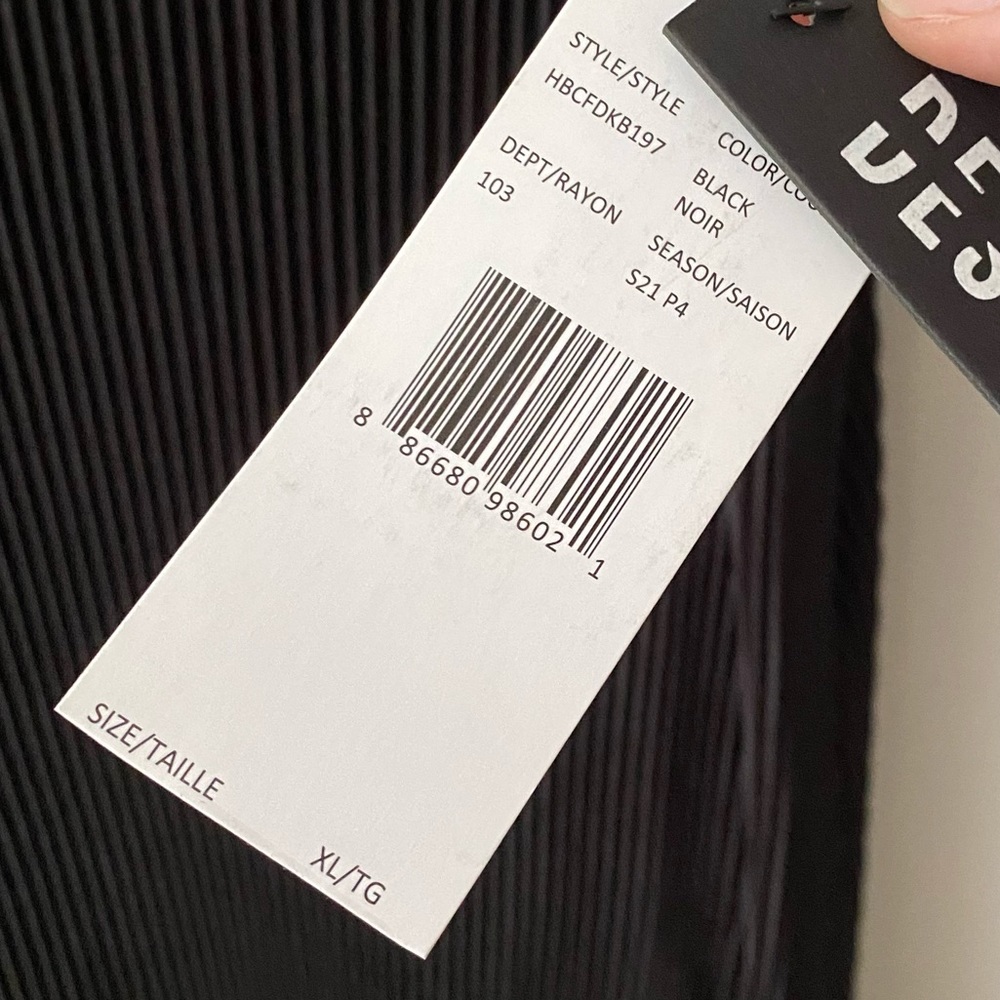 STYLE/STYLE
HBCFDKB197
COLOR/COU
BLACK
NOIR
DEPT/RAYON
103
SEASON/SAISON
S21 P4
8 86680 98602 1
SIZE/TAILLE
XL/TG